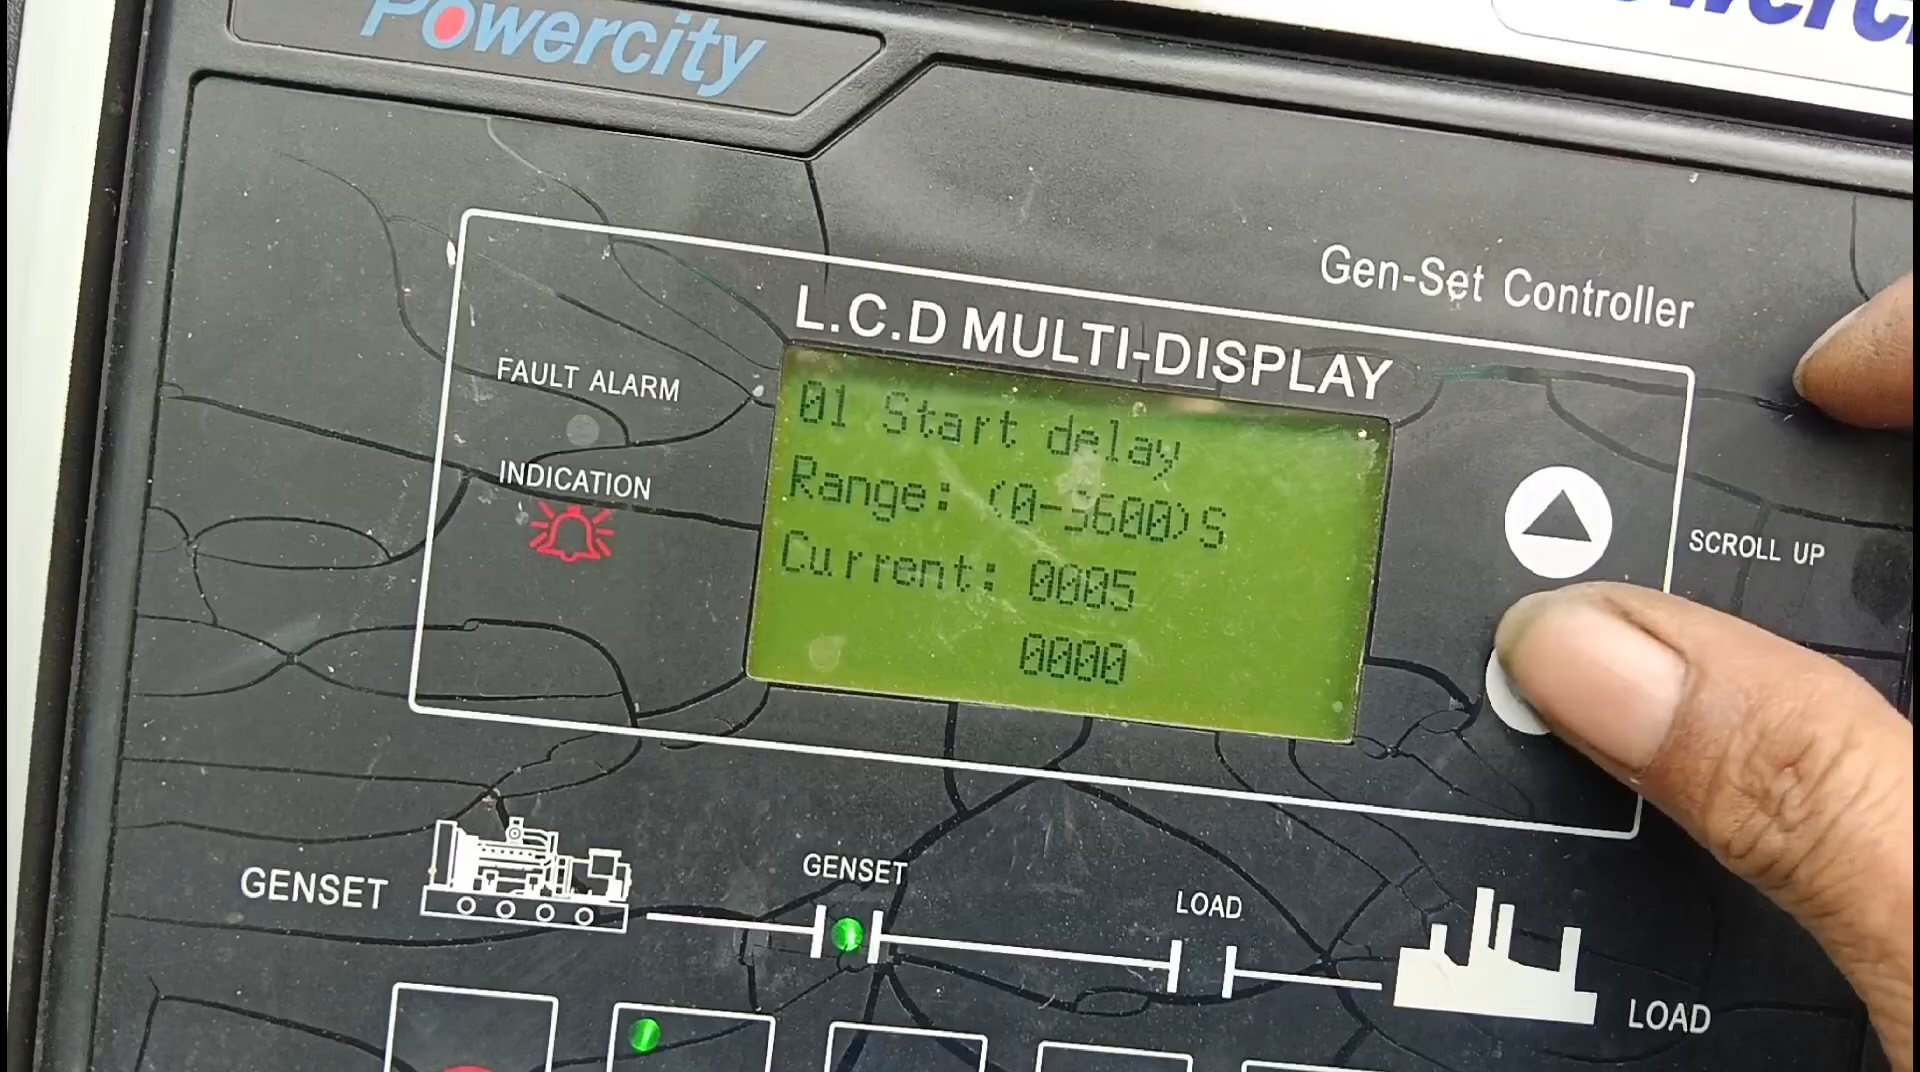 Powercity
Gen-Set Controller
L.C.D MULTI-DISPLAY
FAULT ALARM
INDICATION
01 Start delay
Range: (0-3600)S
Current: 0005
0000
SCROLL UP
GENSET
GENSET
LOAD
LOAD